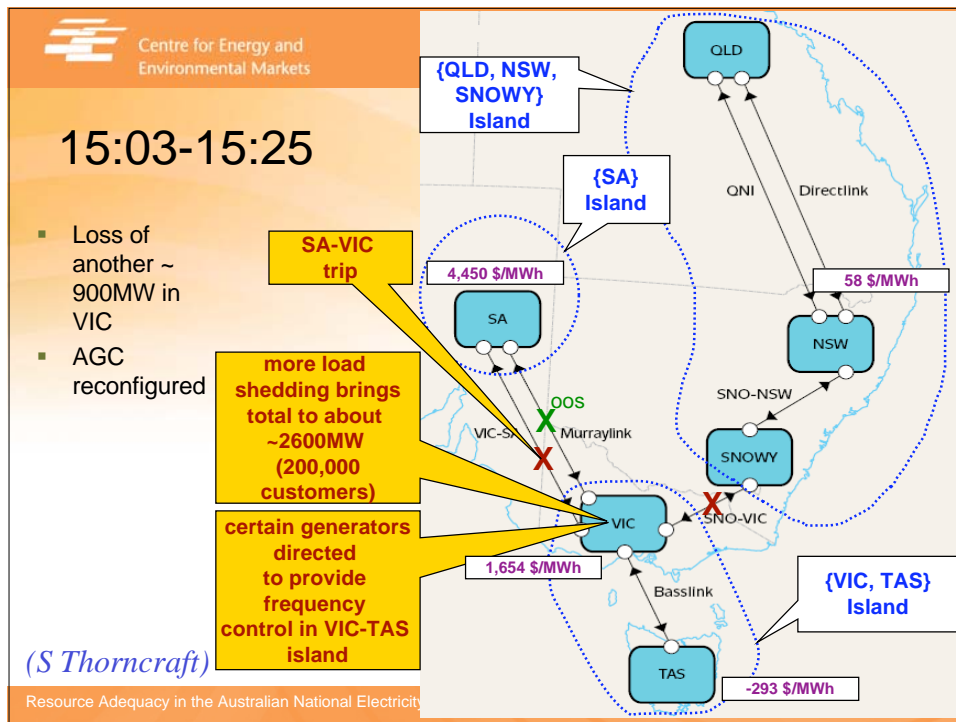 Centre for Energy and
Environmental Markets
15:03-15:25
▪ Loss of
another ~
900MW in
VIC
▪ AGC
reconfigured
SA-VIC
trip
more load
shedding brings
total to about
~2600MW
(200,000
customers)
certain generators
directed
to provide
frequency
control in VIC-TAS
island
{QLD, NSW,
SNOWY}
Island
{SA}
Island
{VIC, TAS}
Island
QLD
QNI
Directlink
58 $/MWh
NSW
SNO-NSW
SNOWY
X
SNO-VIC
4,450 $/MWh
SA
X OOS
VIC-SA
Murraylink
X
VIC
1,654 $/MWh
Basslink
TAS
-293 $/MWh
(S Thorncraft)
Resource Adequacy in the Australian National Electricity